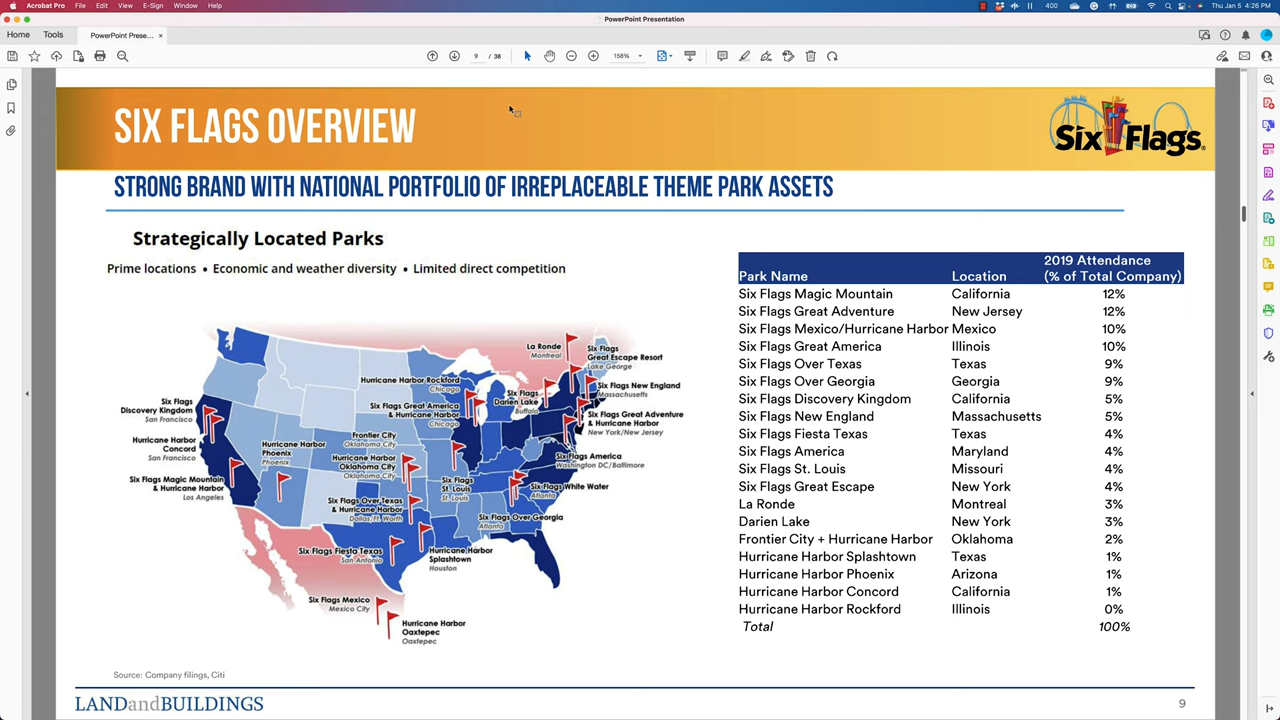 Acrobat Pro File Edit View E-Sign Window Help 400 Thu Jan 5 4:26 PM
PowerPoint Presentation
Home Tools PowerPoint Prese... ×
9 / 38 158%
SIX FLAGS OVERVIEW
Six Flags
STRONG BRAND WITH NATIONAL PORTFOLIO OF IRREPLACEABLE THEME PARK ASSETS
Strategically Located Parks
Prime locations • Economic and weather diversity • Limited direct competition
La Ronde
Montreal
Six Flags
Great Escape Resort
Lake George
Hurricane Harbor Rockford
Chicago
Six Flags
Darien Lake
Buffalo
Six Flags New England
Massachusetts
Six Flags
Discovery Kingdom
San Francisco
Six Flags Great America
& Hurricane Harbor
Chicago
Six Flags Great Adventure
& Hurricane Harbor
New York/New Jersey
Hurricane Harbor
Concord
San Francisco
Hurricane Harbor
Phoenix
Phoenix
Frontier City
Oklahoma City
Hurricane Harbor
Oklahoma City
Oklahoma City
Six Flags America
Washington DC/Baltimore
Six Flags Magic Mountain
& Hurricane Harbor
Los Angeles
Six Flags
St. Louis
St. Louis
Six Flags White Water
Atlanta
Six Flags Over Texas
& Hurricane Harbor
Dallas/Ft. Worth
Six Flags Over Georgia
Atlanta
Six Flags Fiesta Texas
San Antonio
Hurricane Harbor
Splashtown
Houston
Six Flags Mexico
Mexico City
Hurricane Harbor
Oaxtepec
Oaxtepec
2019 Attendance
Park Name Location (% of Total Company)
Six Flags Magic Mountain California 12%
Six Flags Great Adventure New Jersey 12%
Six Flags Mexico/Hurricane Harbor Mexico 10%
Six Flags Great America Illinois 10%
Six Flags Over Texas Texas 9%
Six Flags Over Georgia Georgia 9%
Six Flags Discovery Kingdom California 5%
Six Flags New England Massachusetts 5%
Six Flags Fiesta Texas Texas 4%
Six Flags America Maryland 4%
Six Flags St. Louis Missouri 4%
Six Flags Great Escape New York 4%
La Ronde Montreal 3%
Darien Lake New York 3%
Frontier City + Hurricane Harbor Oklahoma 2%
Hurricane Harbor Splashtown Texas 1%
Hurricane Harbor Phoenix Arizona 1%
Hurricane Harbor Concord California 1%
Hurricane Harbor Rockford Illinois 0%
Total 100%
Source: Company filings, Citi
LANDandBUILDINGS 9